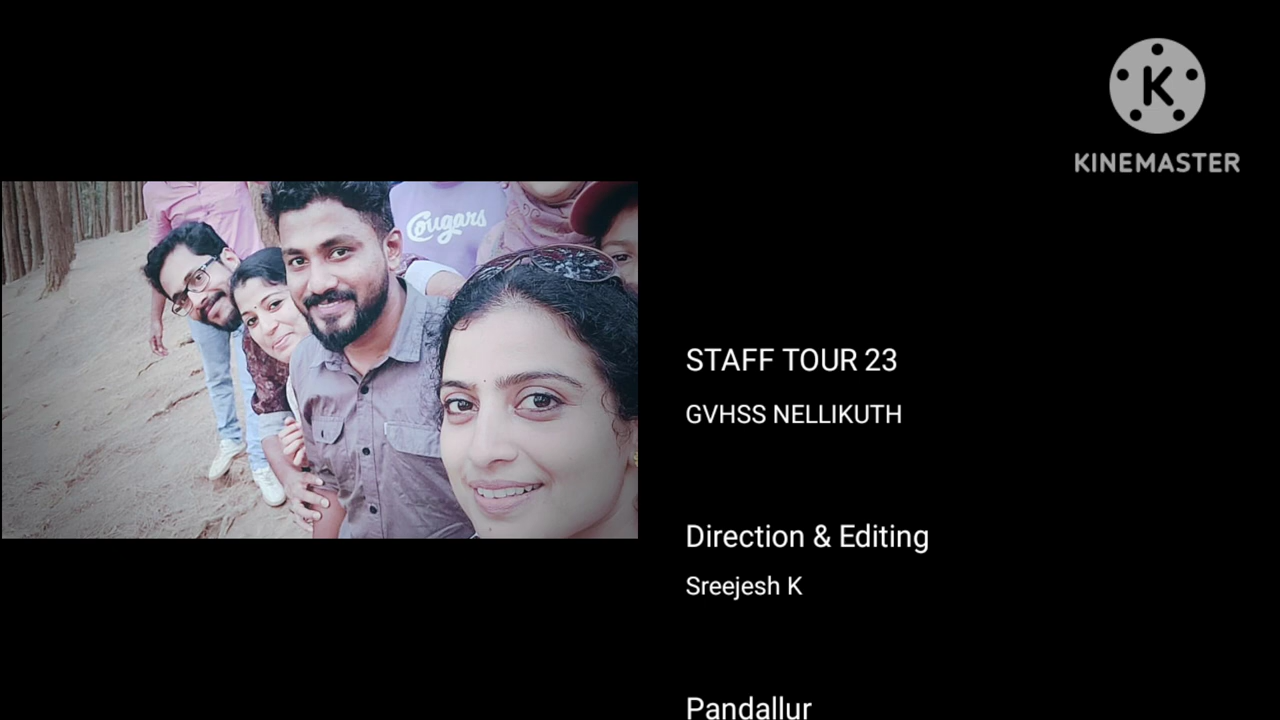 K
KINEMASTER
Cougars
STAFF TOUR 23
GVHSS NELLIKUTH
Direction & Editing
Sreejesh K
Pandallur